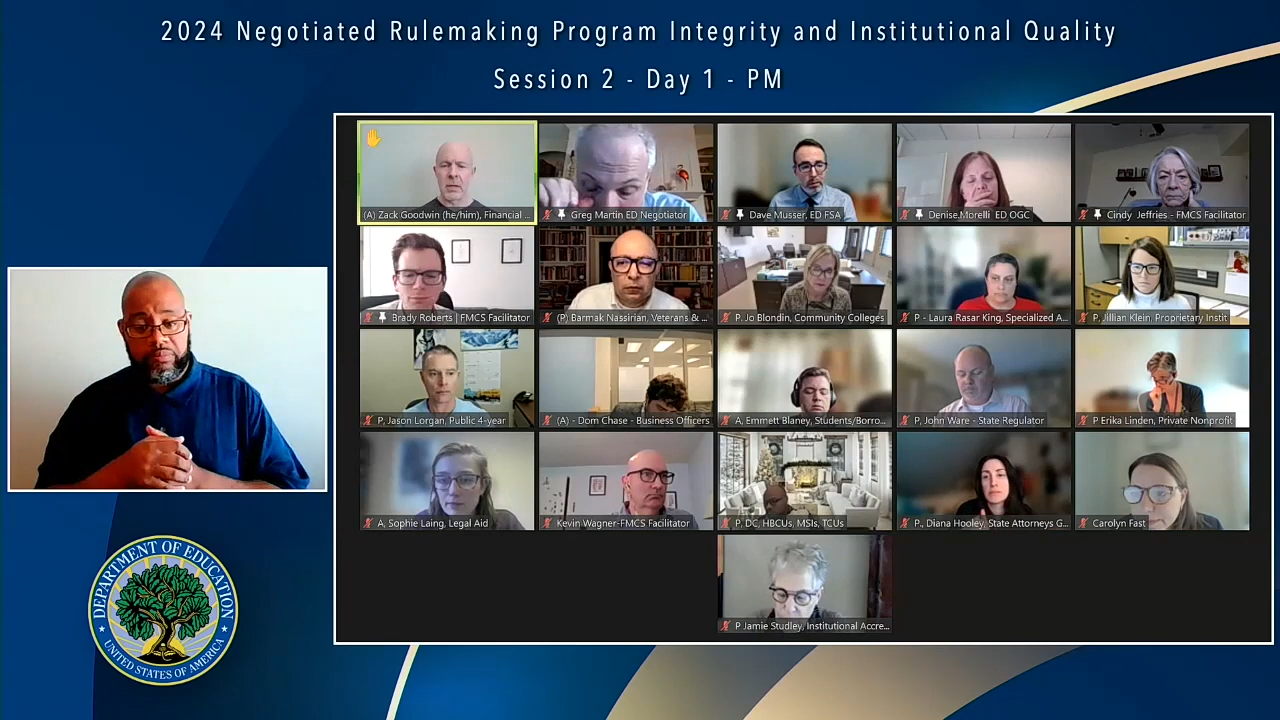 2024 Negotiated Rulemaking Program Integrity and Institutional Quality
Session 2 - Day 1 - PM
(A) Zack Goodwin (he/him), Financial ...
Greg Martin ED Negotiator
Dave Musser, ED FSA
Denise.Morelli ED OGC
Cindy Jeffries - FMCS Facilitator
Brady Roberts | FMCS Facilitator
(P) Barmak Nassirian, Veterans & ...
P. Jo Blondin, Community Colleges
P - Laura Rasar King, Specialized A...
P. Jillian Klein, Proprietary Instit
P, Jason Lorgan, Public 4-year
(A) - Dom Chase - Business Officers
A, Emmett Blaney, Students/Borro...
P, John Ware - State Regulator
P Erika Linden, Private Nonprofit
A, Sophie Laing, Legal Aid
Kevin Wagner-FMCS Facilitator
P, DC, HBCUs, MSIs, TCUs
P., Diana Hooley, State Attorneys G...
Carolyn Fast
P Jamie Studley, Institutional Accre...
DEPARTMENT OF EDUCATION
UNITED STATES OF AMERICA